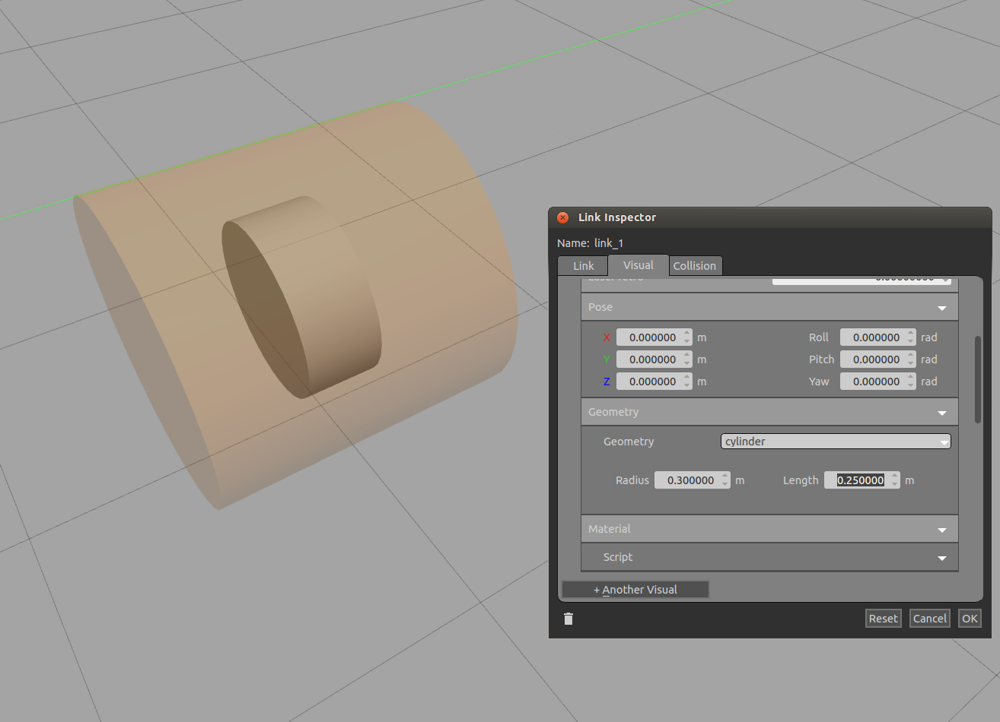 Link Inspector
Name: link_1
Link Visual Collision
Pose
X 0.000000 m Roll 0.000000 rad
Y 0.000000 m Pitch 0.000000 rad
Z 0.000000 m Yaw 0.000000 rad
Geometry
Geometry cylinder
Radius 0.300000 m Length 0.250000 m
Material
Script
+ Another Visual
Reset Cancel OK